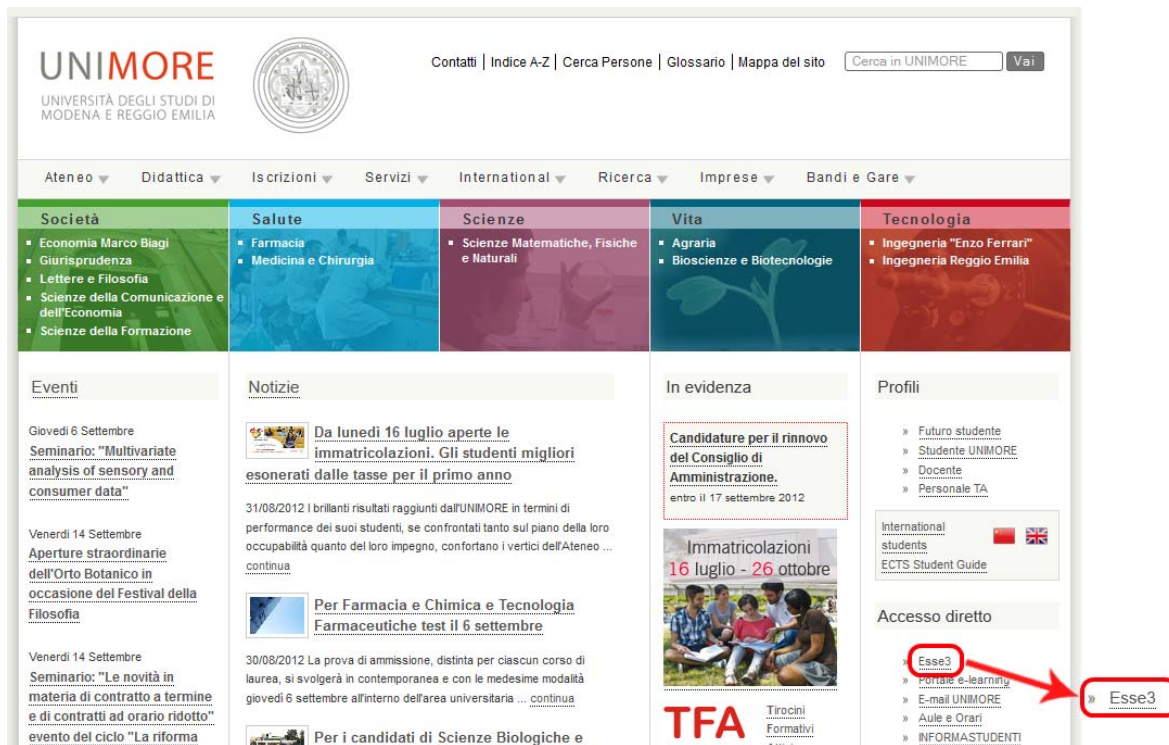 UNIMORE
UNIVERSITÀ DEGLI STUDI DI
MODENA E REGGIO EMILIA
Contatti | Indice A-Z | Cerca Persone | Glossario | Mappa del sito
Cerca in UNIMORE
Vai
Ateneo
Didattica
Iscrizioni
Servizi
International
Ricerca
Imprese
Bandi e Gare
Società
Economia Marco Biagi
Giurisprudenza
Lettere e Filosofia
Scienze della Comunicazione e
dell'Economia
Scienze della Formazione
Salute
Farmacia
Medicina e Chirurgia
Scienze
Scienze Matematiche, Fisiche
e Naturali
Vita
Agraria
Bioscienze e Biotecnologie
Tecnologia
Ingegneria "Enzo Ferrari"
Ingegneria Reggio Emilia
Eventi
Giovedì 6 Settembre
Seminario: "Multivariate
analysis of sensory and
consumer data"
Venerdì 14 Settembre
Aperture straordinarie
dell'Orto Botanico in
occasione del Festival della
Filosofia
Venerdì 14 Settembre
Seminario: "Le novità in
materia di contratto a termine
e di contratti ad orario ridotto"
evento del ciclo "La riforma
Notizie
Da lunedì 16 luglio aperte le
immatricolazioni. Gli studenti migliori
esonerati dalle tasse per il primo anno
31/08/2012 I brillanti risultati raggiunti dall'UNIMORE in termini di
performance dei suoi studenti, se confrontati tanto sul piano della loro
occupabilità quanto del loro impegno, confortano i vertici dell'Ateneo ...
continua
Per Farmacia e Chimica e Tecnologia
Farmaceutiche test il 6 settembre
30/08/2012 La prova di ammissione, distinta per ciascun corso di
laurea, si svolgerà in contemporanea e con le medesime modalità
giovedì 6 settembre all'interno dell'area universitaria ... continua
Per i candidati di Scienze Biologiche e
In evidenza
Candidature per il rinnovo
del Consiglio di
Amministrazione.
entro il 17 settembre 2012
Immatricolazioni
16 luglio - 26 ottobre
TFA
Tirocini
Formativi
Profili
» Futuro studente
» Studente UNIMORE
» Docente
» Personale TA
International
students
ECTS Student Guide
Accesso diretto
» Esse3
» Portale e-learning
» E-mail UNIMORE
» Aule e Orari
» INFORMASTUDENTI
» Esse3